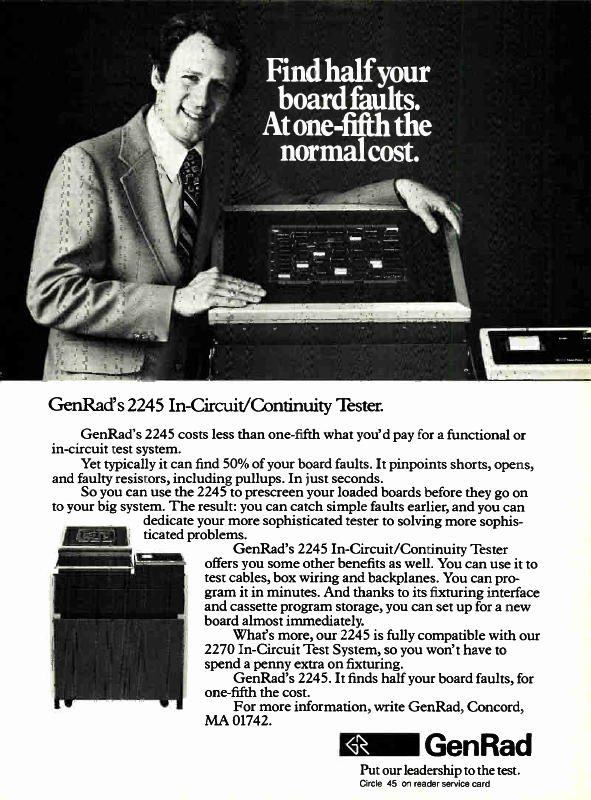 Find half your
board faults.
At one-fifth the
normal cost.
GenRad's 2245 In-Circuit/Continuity Tester.
GenRad's 2245 costs less than one-fifth what you'd pay for a functional or
in-circuit test system.
Yet typically it can find 50% of your board faults. It pinpoints shorts, opens,
and faulty resistors, including pullups. In just seconds.
So you can use the 2245 to prescreen your loaded boards before they go on
to your big system. The result: you can catch simple faults earlier, and you can
dedicate your more sophisticated tester to solving more sophis-
ticated problems.
GenRad's 2245 In-Circuit/Continuity Tester
offers you some other benefits as well. You can use it to
test cables, box wiring and backplanes. You can pro-
gram it in minutes. And thanks to its fixturing interface
and cassette program storage, you can set up for a new
board almost immediately.
What's more, our 2245 is fully compatible with our
2270 In-Circuit Test System, so you won't have to
spend a penny extra on fixturing.
GenRad's 2245. It finds half your board faults, for
one-fifth the cost.
For more information, write GenRad, Concord,
MA 01742.
GR GenRad
Put our leadership to the test.
Circle 45 on reader service card